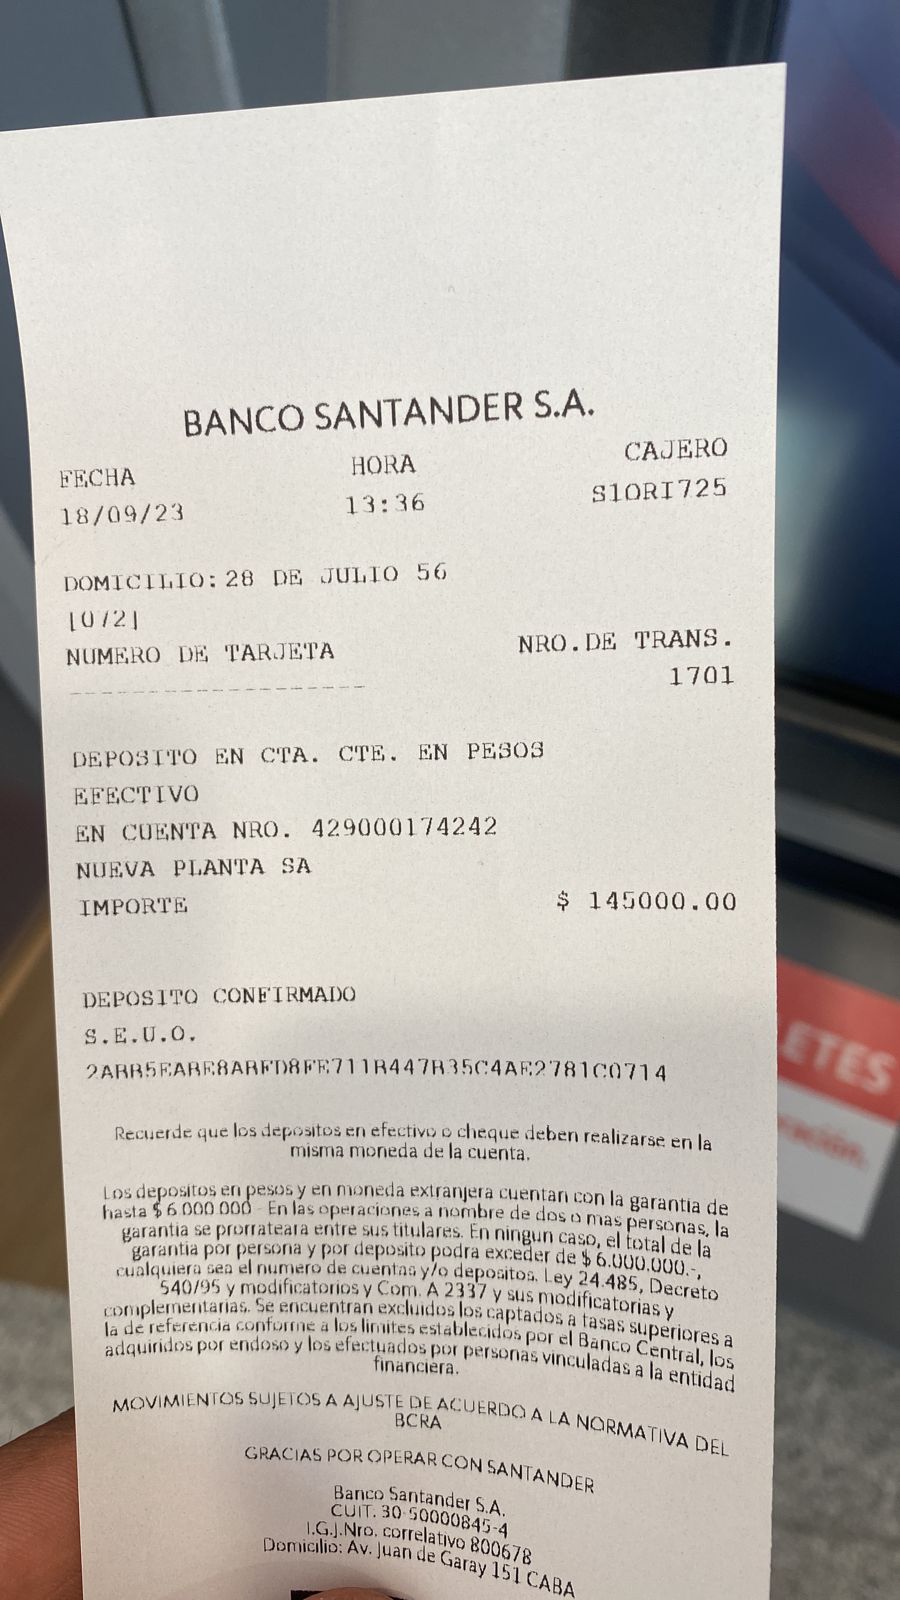 BANCO SANTANDER S.A.
FECHA HORA CAJERO
18/09/23 13:36 S1ORI725
DOMICILIO: 28 DE JULIO 56
[072]
NUMERO DE TARJETA NRO.DE TRANS.
1701
DEPOSITO EN CTA. CTE. EN PESOS
EFECTIVO
EN CUENTA NRO. 429000174242
NUEVA PLANTA SA
IMPORTE $ 145000.00
DEPOSITO CONFIRMADO
S.E.U.O.
Recuerde que los depositos en efectivo o cheque deben realizarse en la
misma moneda de la cuenta.
Los depositos en pesos y en moneda extranjera cuentan con la garantia de
hasta $ 6.000.000 - En las operaciones a nombre de dos o mas personas, la
garantia se prorrateara entre sus titulares. En ningun caso, el total de la
garantia por persona y por deposito podra exceder de $ 6.000.000.-,
cualquiera sea el numero de cuentas y/o depositos. Ley 24.485, Decreto
540/95 y modificatorios y Com. A 2337 y sus modificatorias y
complementarias. Se encuentran excluidos los captados a tasas superiores a
la de referencia conforme a los limites establecidos por el Banco Central, los
adquiridos por endoso y los efectuados por personas vinculadas a la entidad
financiera.
MOVIMIENTOS SUJETOS A AJUSTE DE ACUERDO A LA NORMATIVA DEL
BCRA
GRACIAS POR OPERAR CON SANTANDER
Banco Santander S.A.
CUIT. 30-50000845-4
I.G.J.Nro. correlativo 800678
Domicilio: Av. Juan de Garay 151 CABA
LETES